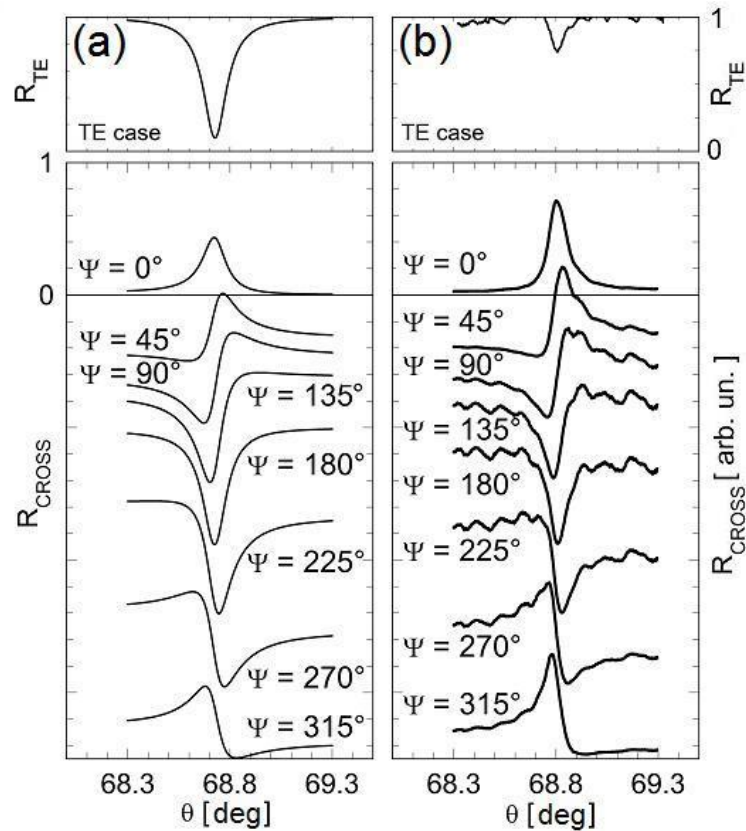 (a)
R_TE
TE case
1
Ψ = 0°
0
Ψ = 45°
Ψ = 90°
Ψ = 135°
Ψ = 180°
Ψ = 225°
Ψ = 270°
Ψ = 315°
R_CROSS
68.3 68.8 69.3
θ [deg]
(b)
1
R_TE
TE case
0
Ψ = 0°
Ψ = 45°
Ψ = 90°
Ψ = 135°
Ψ = 180°
Ψ = 225°
Ψ = 270°
Ψ = 315°
R_CROSS [ arb. un.]
68.3 68.8 69.3
θ [deg]